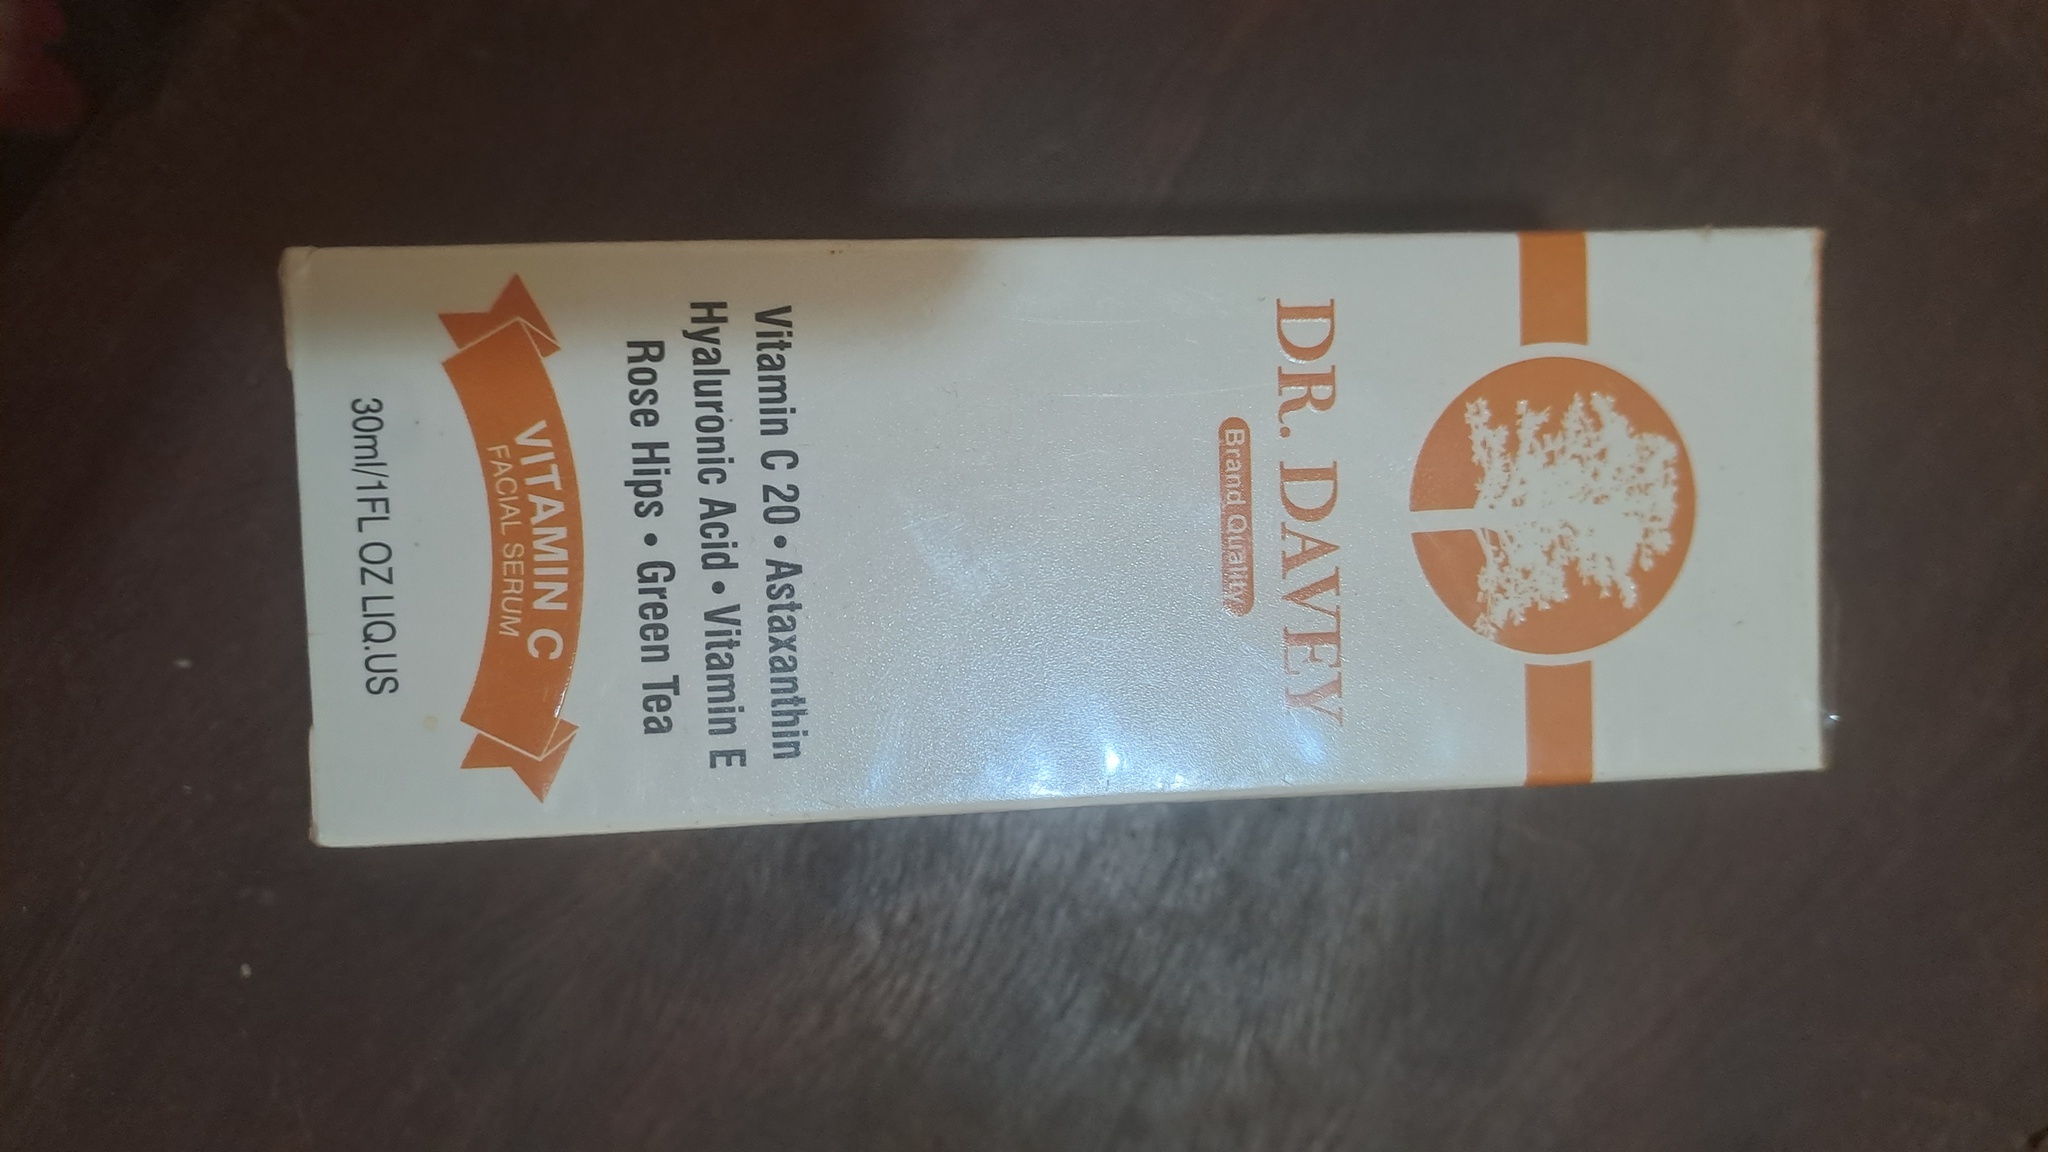 DR. DAVEY
Brand Quality
Vitamin C 20 • Astaxanthin
Hyaluronic Acid • Vitamin E
Rose Hips • Green Tea
VITAMIN C
FACIAL SERUM
30ml/1FL OZ LIQ.US